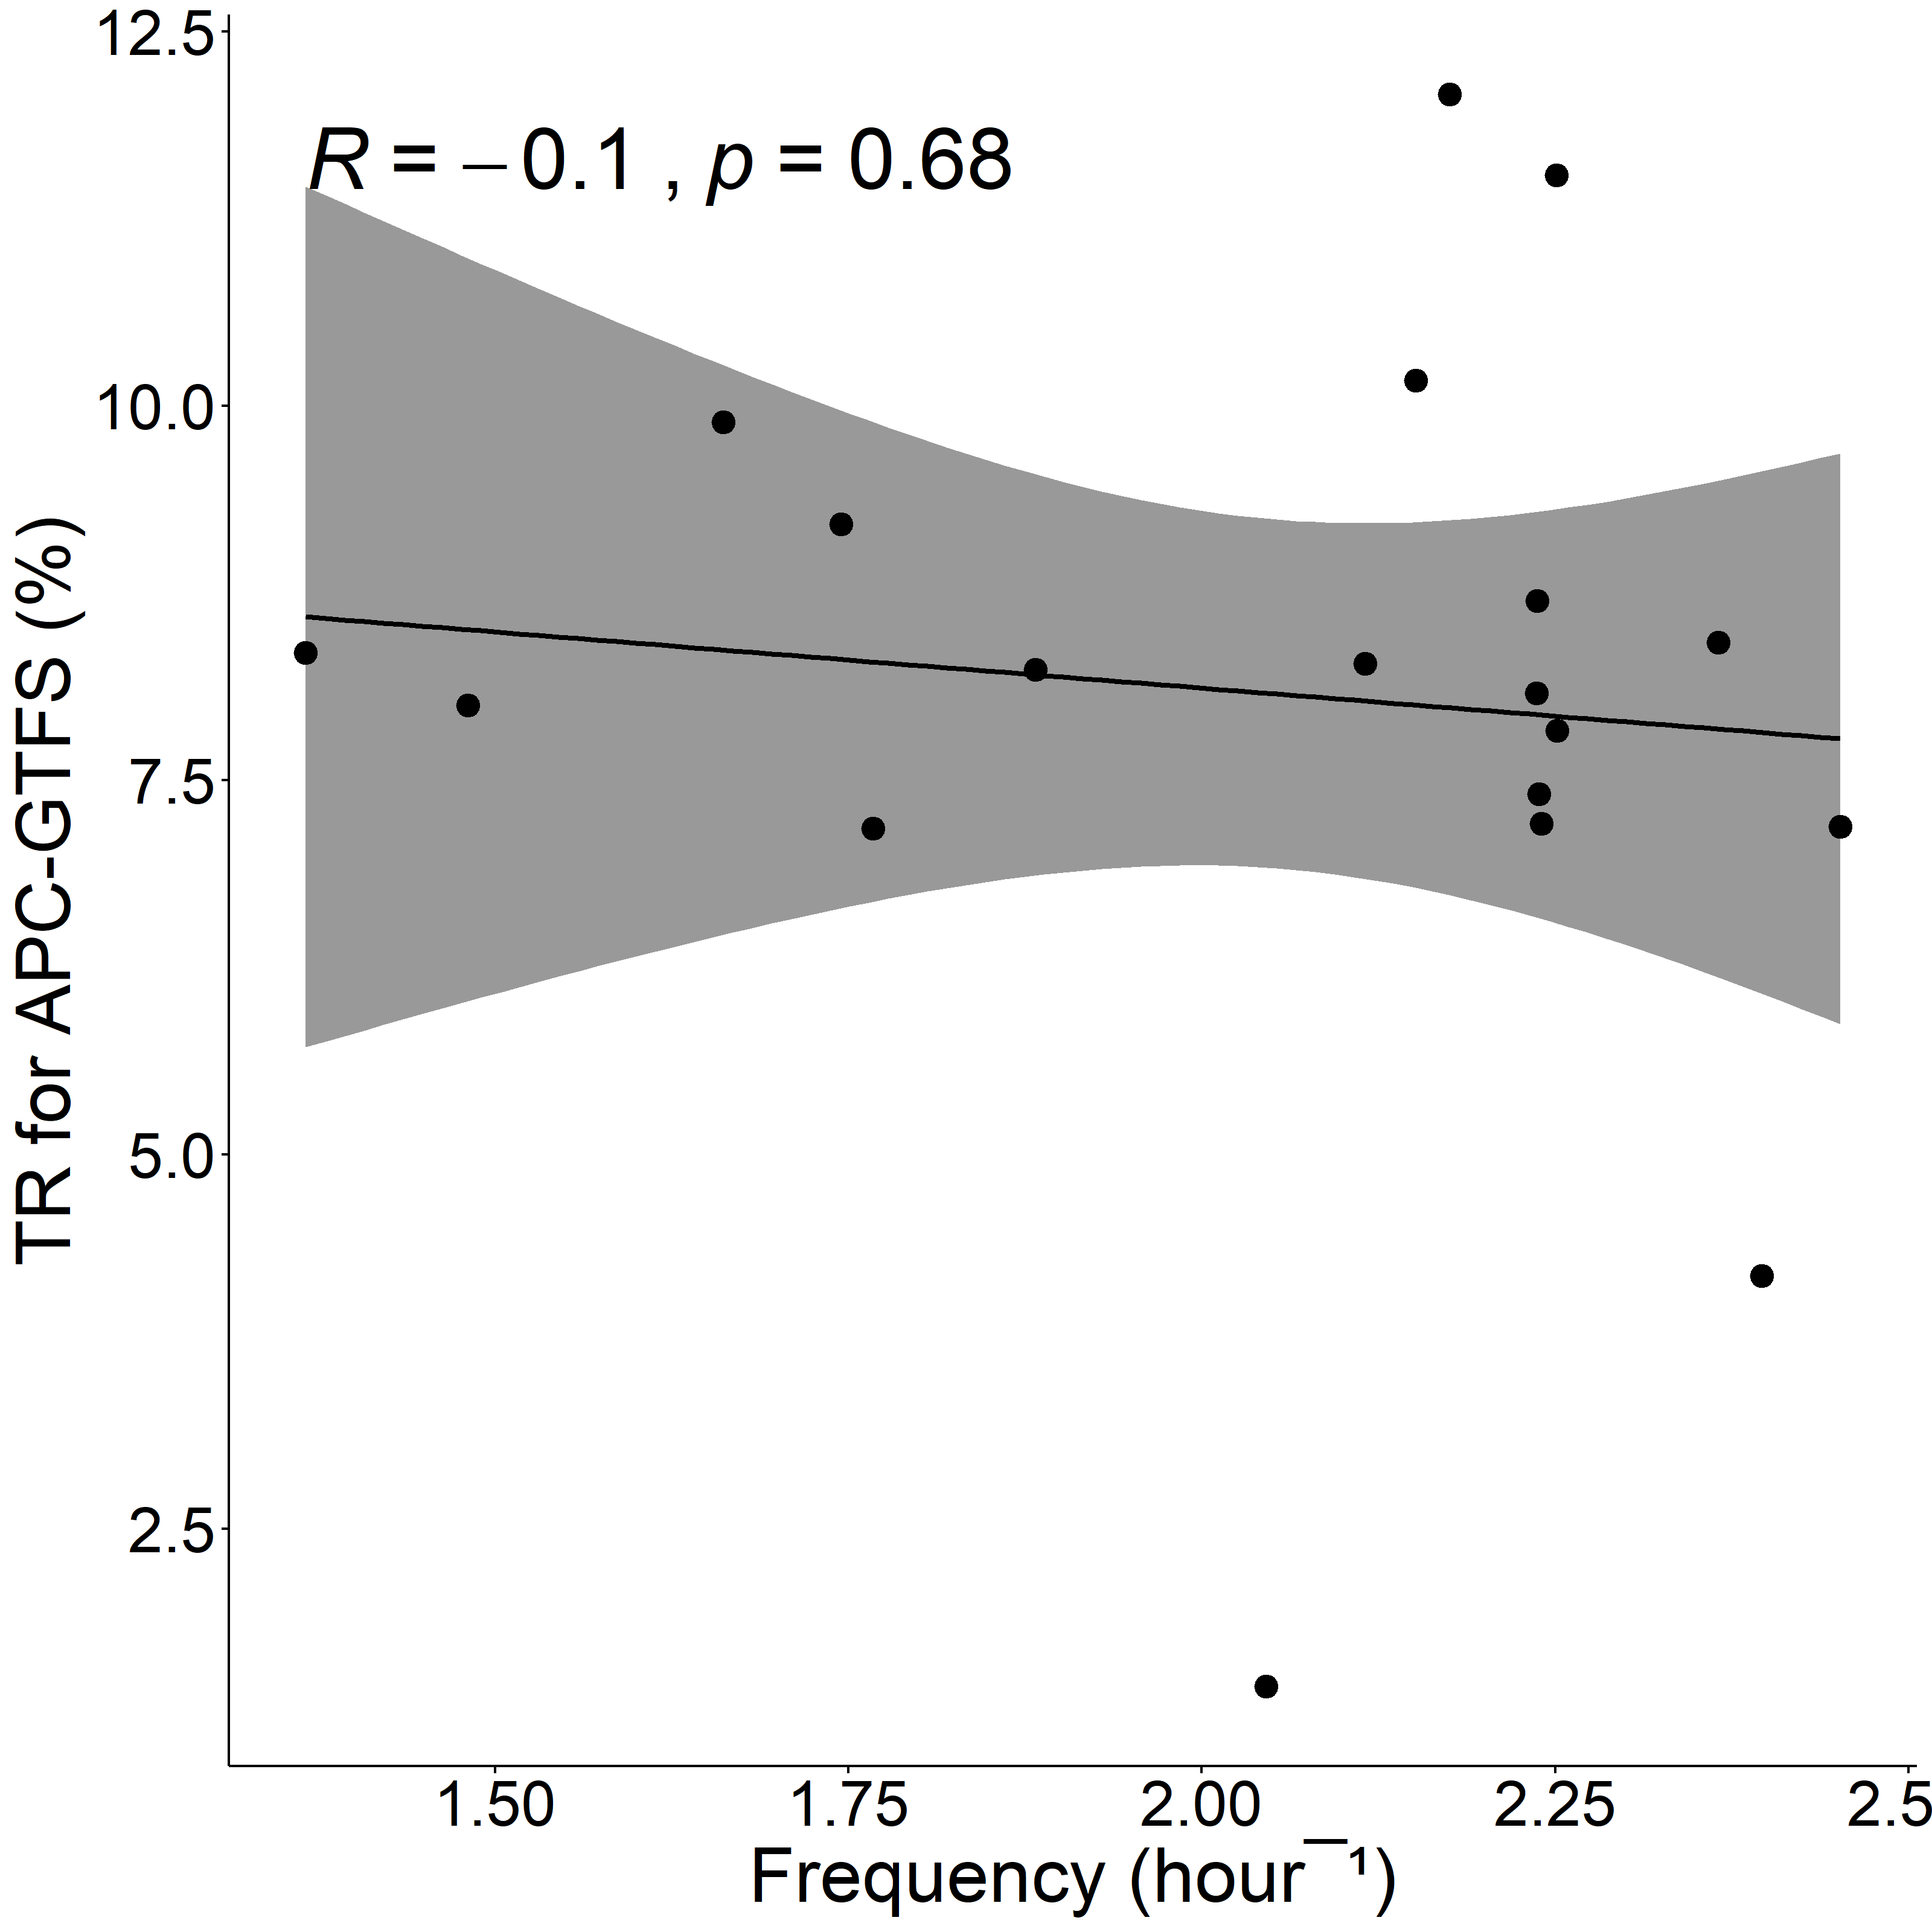 12.5
R = −0.1 , p = 0.68
10.0
7.5
5.0
2.5
TR for APC-GTFS (%)
1.50 1.75 2.00 2.25 2.5
Frequency (hour¯¹)